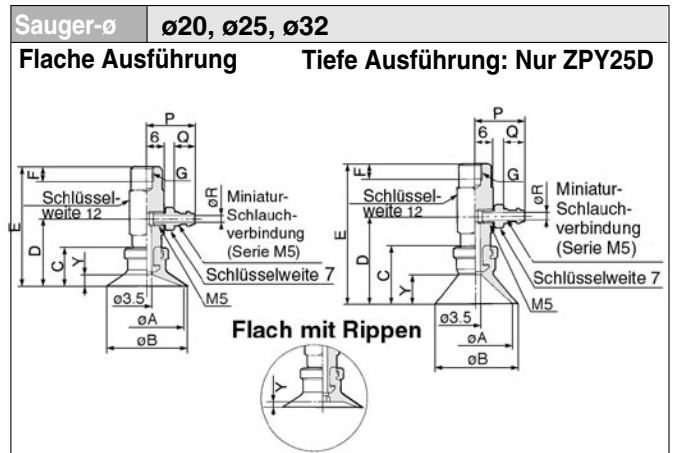 Sauger-ø ø20, ø25, ø32
Flache Ausführung
Tiefe Ausführung: Nur ZPY25D
P
6 Q
F
G
E
Schlüssel-
weite 12
øR
Miniatur-
Schlauch-
verbindung
(Serie M5)
D
C
Y
Schlüsselweite 7
M5
ø3.5
øA
øB
P
6 Q
F
G
E
Schlüssel-
weite 12
øR
Miniatur-
Schlauch-
verbindung
(Serie M5)
D
C
Y
Schlüsselweite 7
M5
ø3.5
øA
øB
Flach mit Rippen
Y